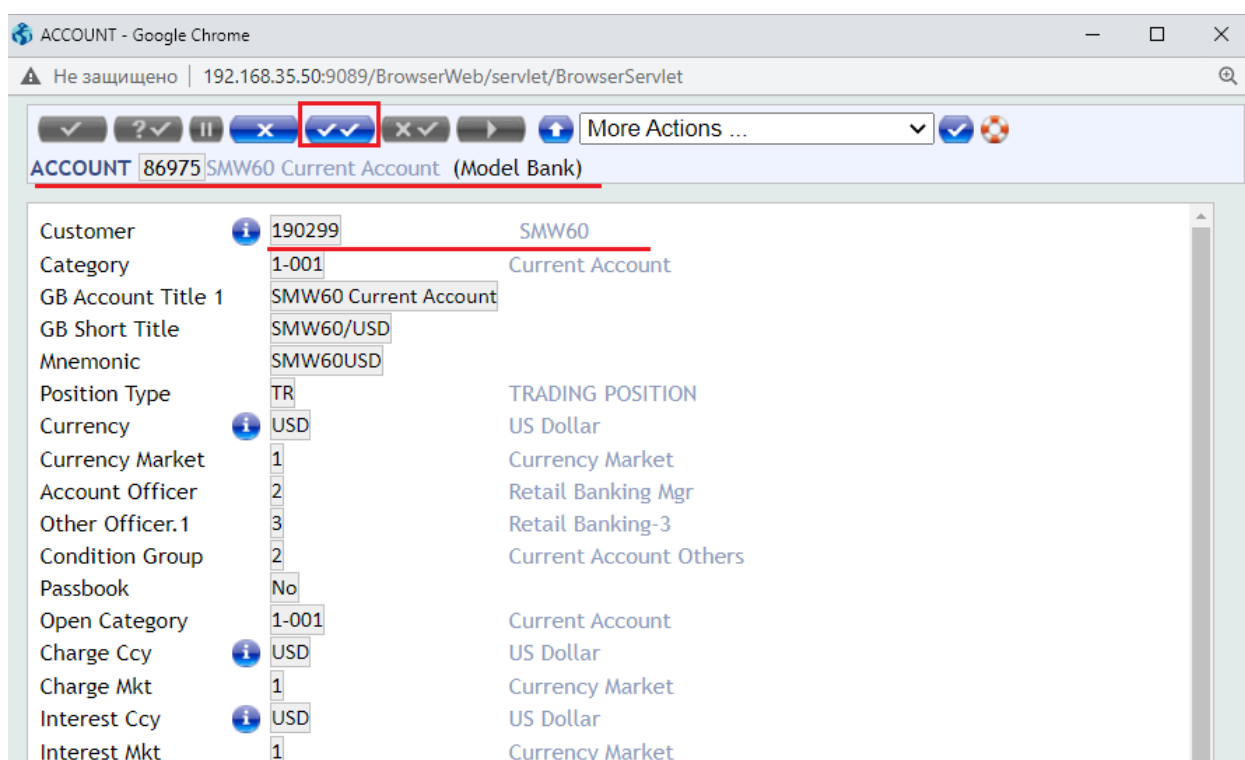 ACCOUNT - Google Chrome
Не защищено | 192.168.35.50:9089/BrowserWeb/servlet/BrowserServlet
More Actions ...
ACCOUNT 86975 SMW60 Current Account (Model Bank)
Customer 190299 SMW60
Category 1-001 Current Account
GB Account Title 1 SMW60 Current Account
GB Short Title SMW60/USD
Mnemonic SMW60USD
Position Type TR TRADING POSITION
Currency USD US Dollar
Currency Market 1 Currency Market
Account Officer 2 Retail Banking Mgr
Other Officer.1 3 Retail Banking-3
Condition Group 2 Current Account Others
Passbook No
Open Category 1-001 Current Account
Charge Ccy USD US Dollar
Charge Mkt 1 Currency Market
Interest Ccy USD US Dollar
Interest Mkt 1 Currency Market